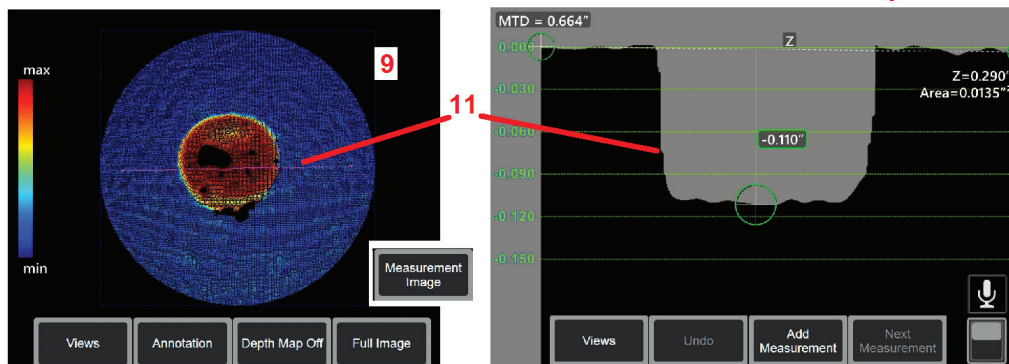 max
min
9
11
Measurement
Image
Views
Annotation
Depth Map Off
Full Image
MTD = 0.664"
Z
0.000
-0.030
-0.060
-0.090
-0.120
-0.150
Z=0.290"
Area=0.0135"²
-0.110"
Views
Undo
Add
Measurement
Next
Measurement